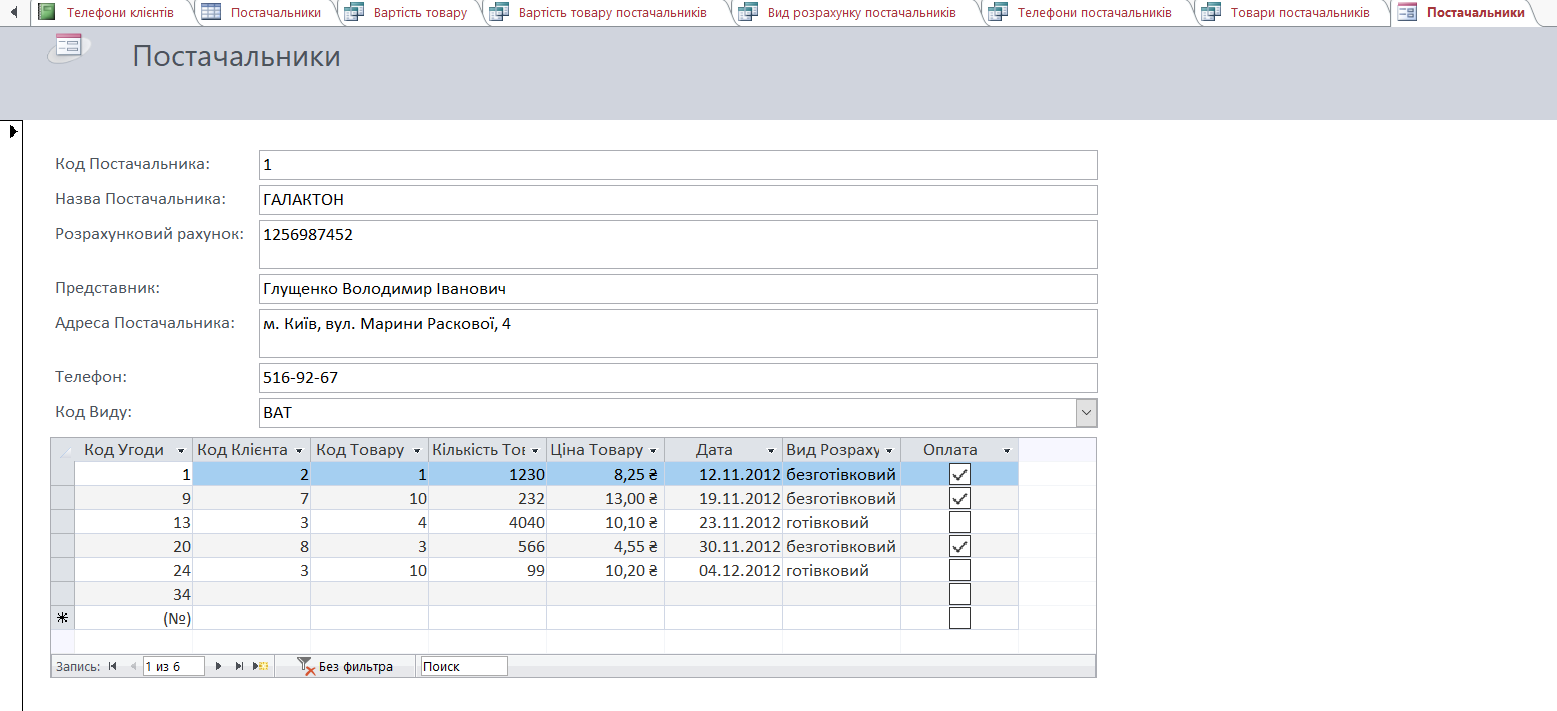 Телефони клієнтів Постачальники Вартість товару Вартість товару постачальників Вид розрахунку постачальників Телефони постачальників Товари постачальників Постачальники
Постачальники
Код Постачальника: 1
Назва Постачальника: ГАЛАКТОН
Розрахунковий рахунок: 1256987452
Представник: Глущенко Володимир Іванович
Адреса Постачальника: м. Київ, вул. Марини Раскової, 4
Телефон: 516-92-67
Код Виду: ВАТ
Код Угоди Код Клієнта Код Товару Кількість Тов Ціна Товару Дата Вид Розраху Оплата
1 2 1 1230 8,25 ₴ 12.11.2012 безготівковий
9 7 10 232 13,00 ₴ 19.11.2012 безготівковий
13 3 4 4040 10,10 ₴ 23.11.2012 готівковий
20 8 3 566 4,55 ₴ 30.11.2012 безготівковий
24 3 10 99 10,20 ₴ 04.12.2012 готівковий
34
(№)
Запись: 1 из 6 Без фильтра Поиск